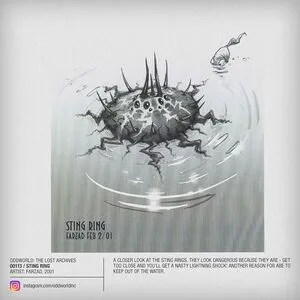 STING RING
FARZAD FEB 2/01
ODDWORLD: THE LOST ARCHIVES
00113 / STING RING
ARTIST: FARZAD, 2001
A CLOSER LOOK AT THE STING RINGS. THEY LOOK DANGEROUS BECAUSE THEY ARE - GET
TOO CLOSE AND YOU'LL GET A NASTY LIGHTNING SHOCK! ANOTHER REASON FOR ABE TO
KEEP OUT OF THE WATER.
instagram.com/oddworldinc